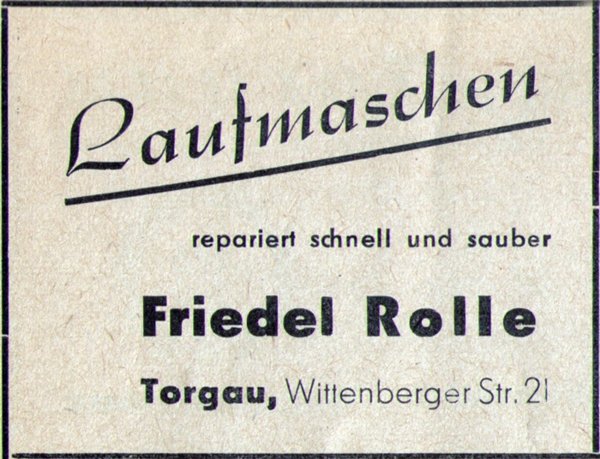 Laufmaschen
repariert schnell und sauber
Friedel Rolle
Torgau, Wittenberger Str. 21